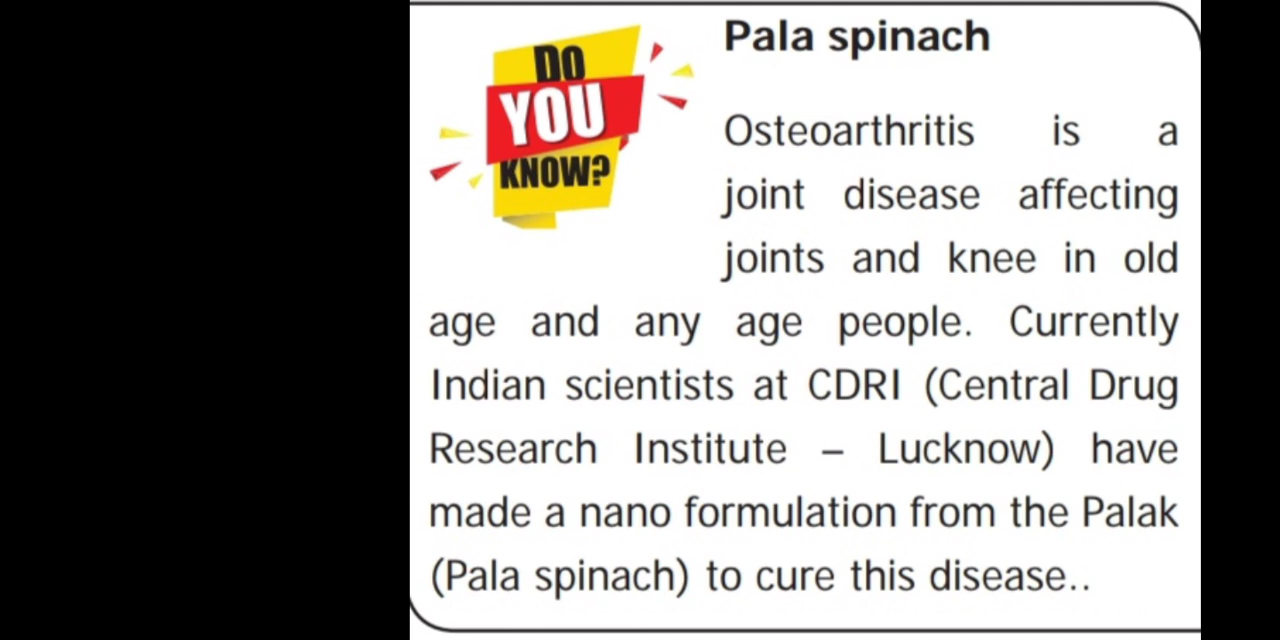 DO
YOU
KNOW?
Pala spinach
Osteoarthritis is a
joint disease affecting
joints and knee in old
age and any age people. Currently
Indian scientists at CDRI (Central Drug
Research Institute – Lucknow) have
made a nano formulation from the Palak
(Pala spinach) to cure this disease..